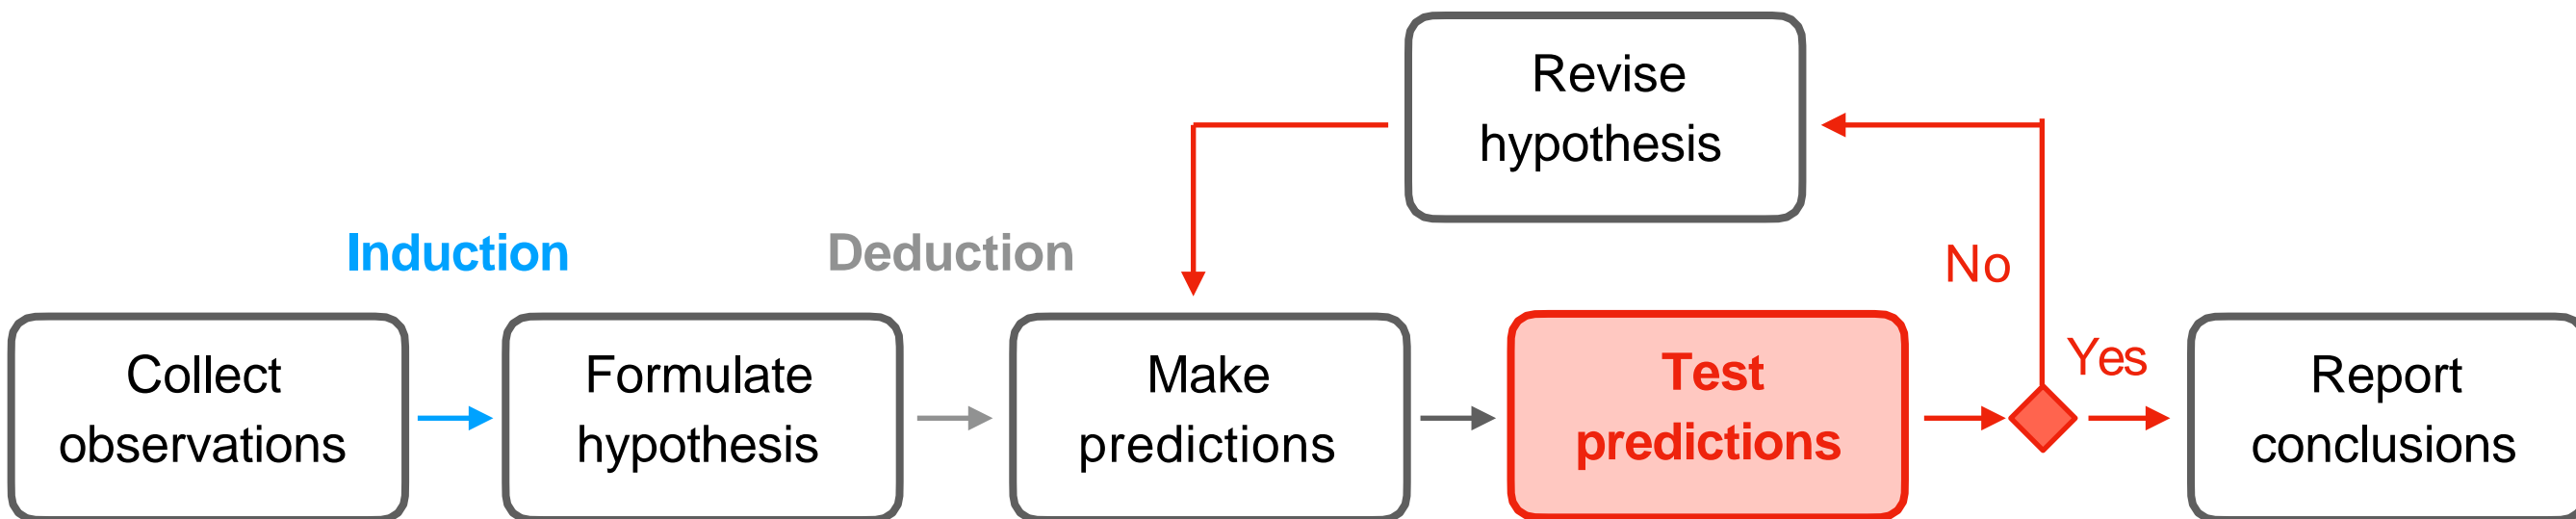 Revise
hypothesis
Induction
Deduction
No
Collect
observations
Formulate
hypothesis
Make
predictions
Test
predictions
Yes
Report
conclusions